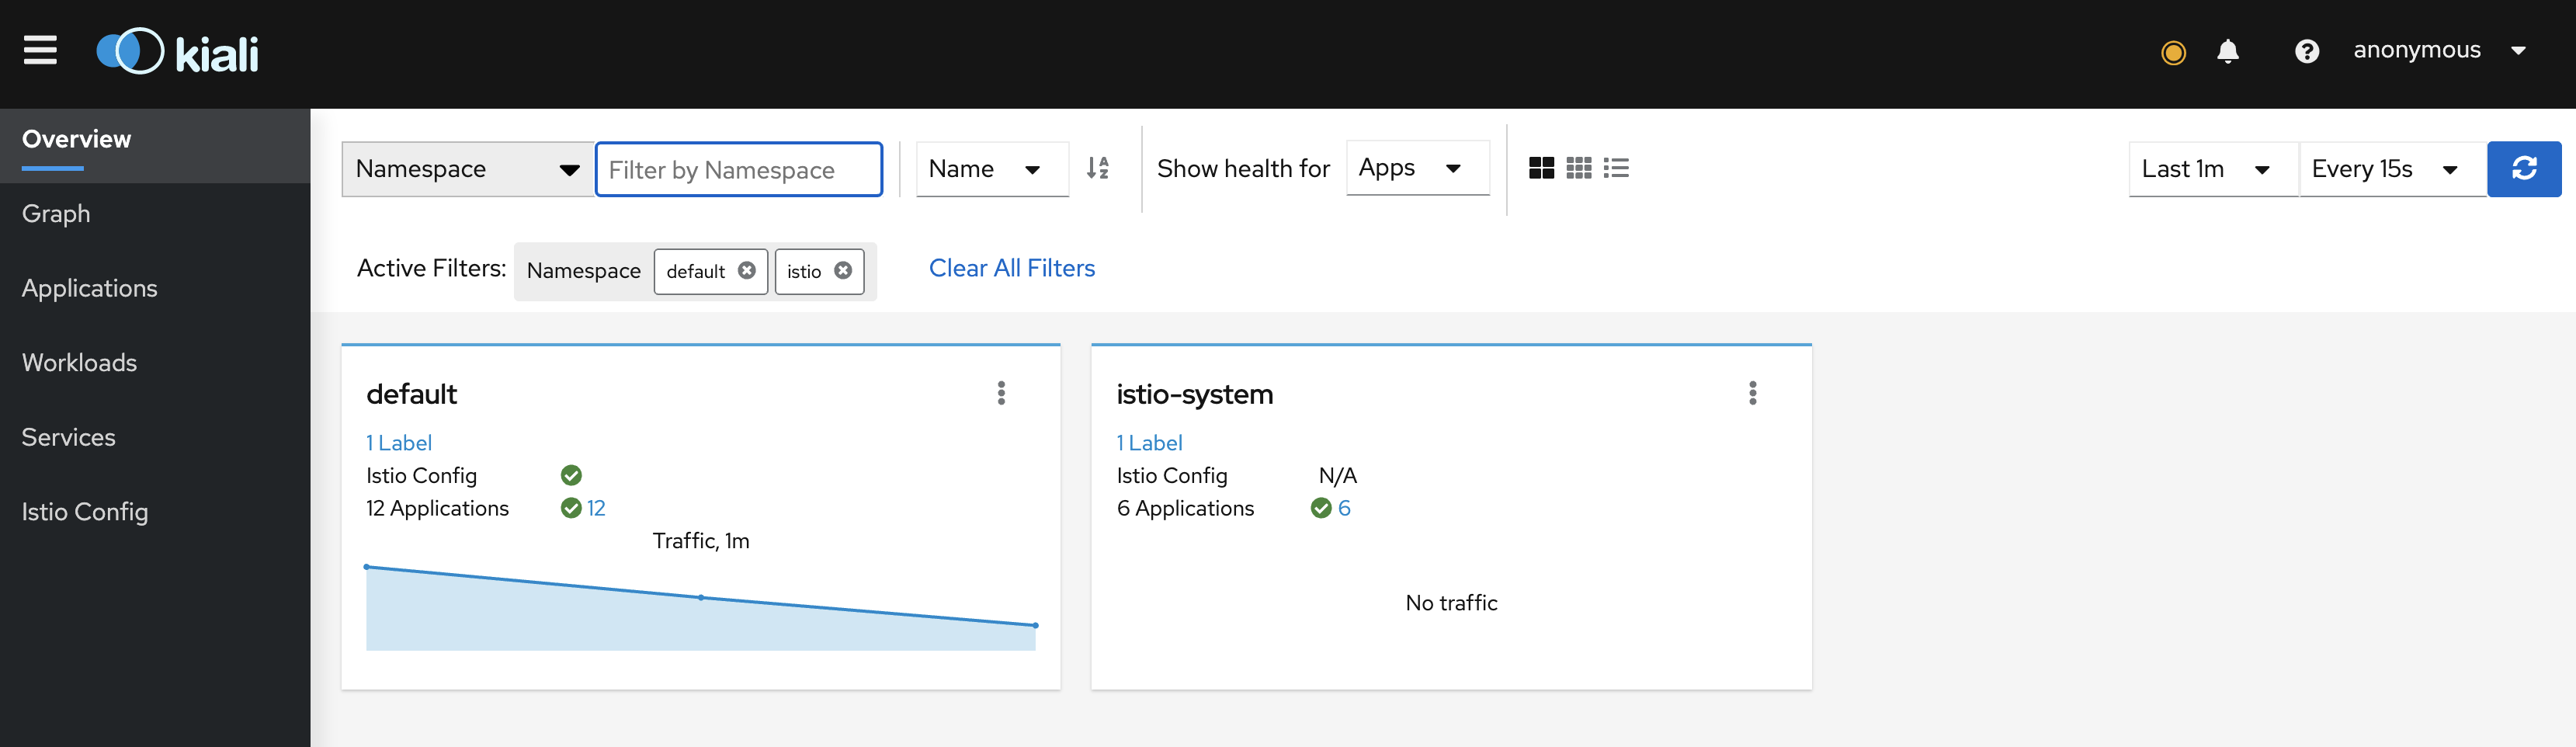 kiali
anonymous
Overview
Graph
Applications
Workloads
Services
Istio Config
Namespace Filter by Namespace Name Show health for Apps Last 1m Every 15s
Active Filters: Namespace default istio Clear All Filters
default
1 Label
Istio Config
12 Applications 12
Traffic, 1m
istio-system
1 Label
Istio Config N/A
6 Applications 6
No traffic